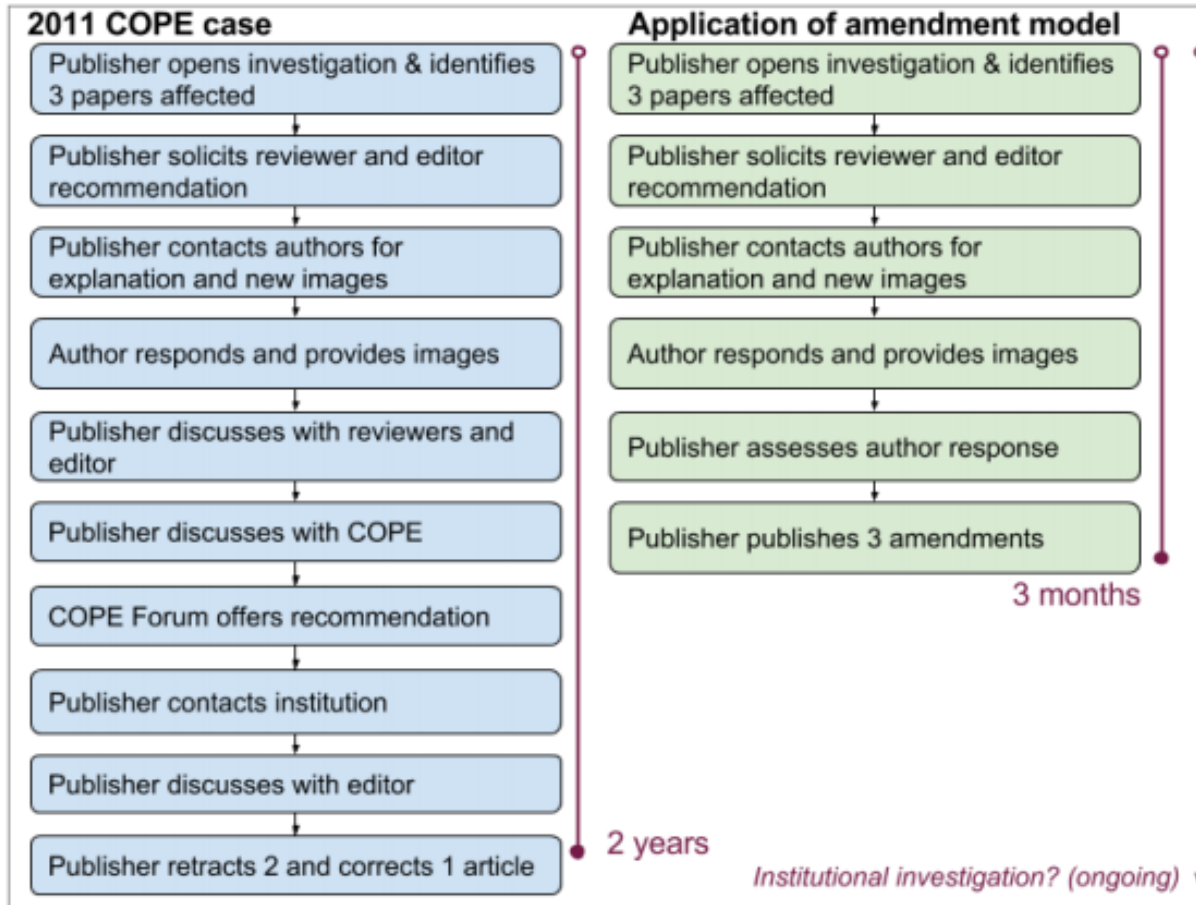 2011 COPE case
Publisher opens investigation & identifies
3 papers affected
Publisher solicits reviewer and editor
recommendation
Publisher contacts authors for
explanation and new images
Author responds and provides images
Publisher discusses with reviewers and
editor
Publisher discusses with COPE
COPE Forum offers recommendation
Publisher contacts institution
Publisher discusses with editor
Publisher retracts 2 and corrects 1 article
2 years
Application of amendment model
Publisher opens investigation & identifies
3 papers affected
Publisher solicits reviewer and editor
recommendation
Publisher contacts authors for
explanation and new images
Author responds and provides images
Publisher assesses author response
Publisher publishes 3 amendments
3 months
Institutional investigation? (ongoing)